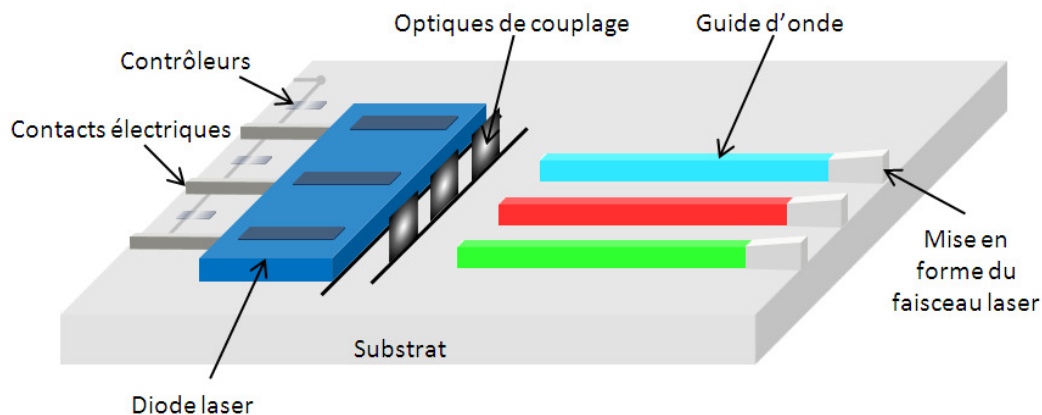 Optiques de couplage
Guide d'onde
Contrôleurs
Contacts électriques
Mise en
forme du
faisceau laser
Substrat
Diode laser